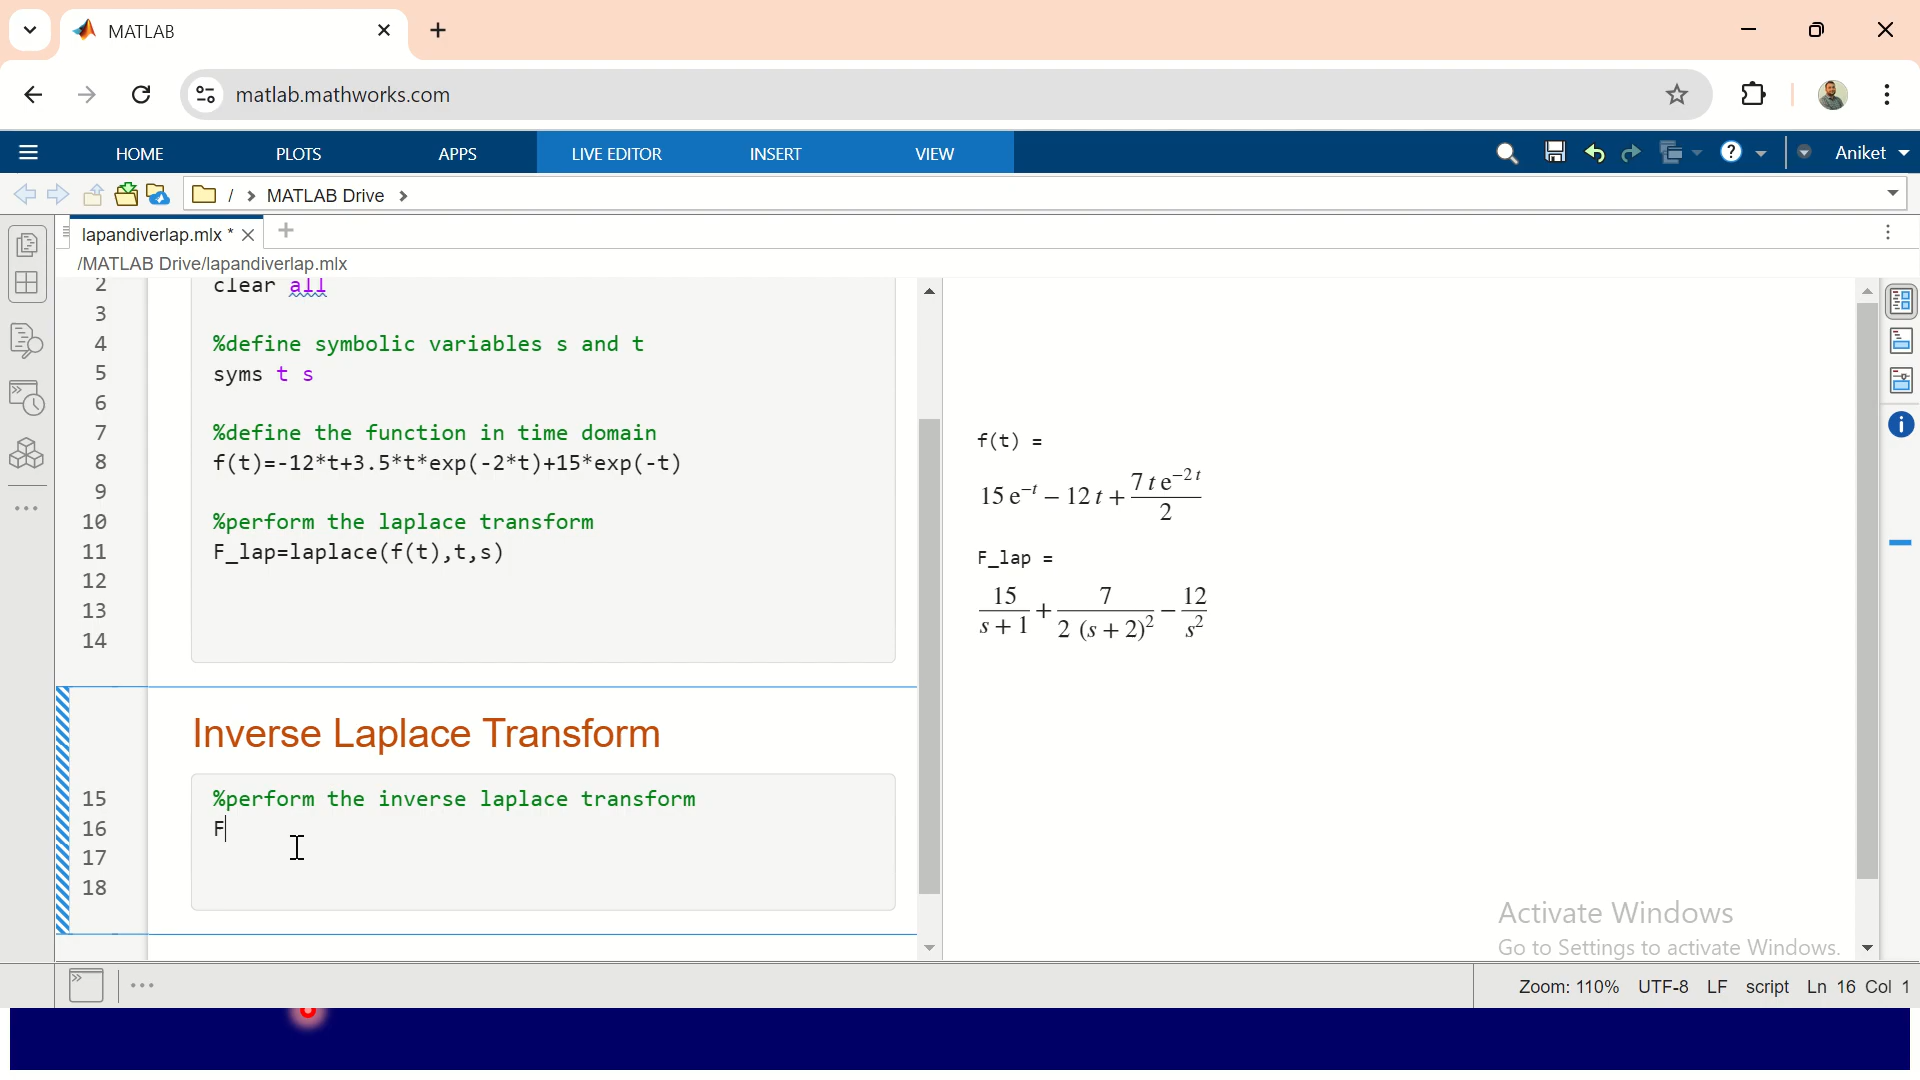 MATLAB
matlab.mathworks.com
HOME PLOTS APPS LIVE EDITOR INSERT VIEW Aniket
/ MATLAB Drive
lapandiverlap.mlx *
/MATLAB Drive/lapandiverlap.mlx
2 clear all
3
4 %define symbolic variables s and t
5 syms t s
6
7 %define the function in time domain
8 f(t)=-12*t+3.5*t*exp(-2*t)+15*exp(-t)
9
10 %perform the laplace transform
11 F_lap=laplace(f(t),t,s)
12
13
14
Inverse Laplace Transform
15 %perform the inverse laplace transform
16 F
17
18
f(t) =
15 e^{-t} − 12 t + \frac{7 t e^{-2 t}}{2}
F_lap =
\frac{15}{s + 1} + \frac{7}{2 (s + 2)^2} − \frac{12}{s^2}
Activate Windows
Go to Settings to activate Windows.
Zoom: 110% UTF-8 LF script Ln 16 Col 1